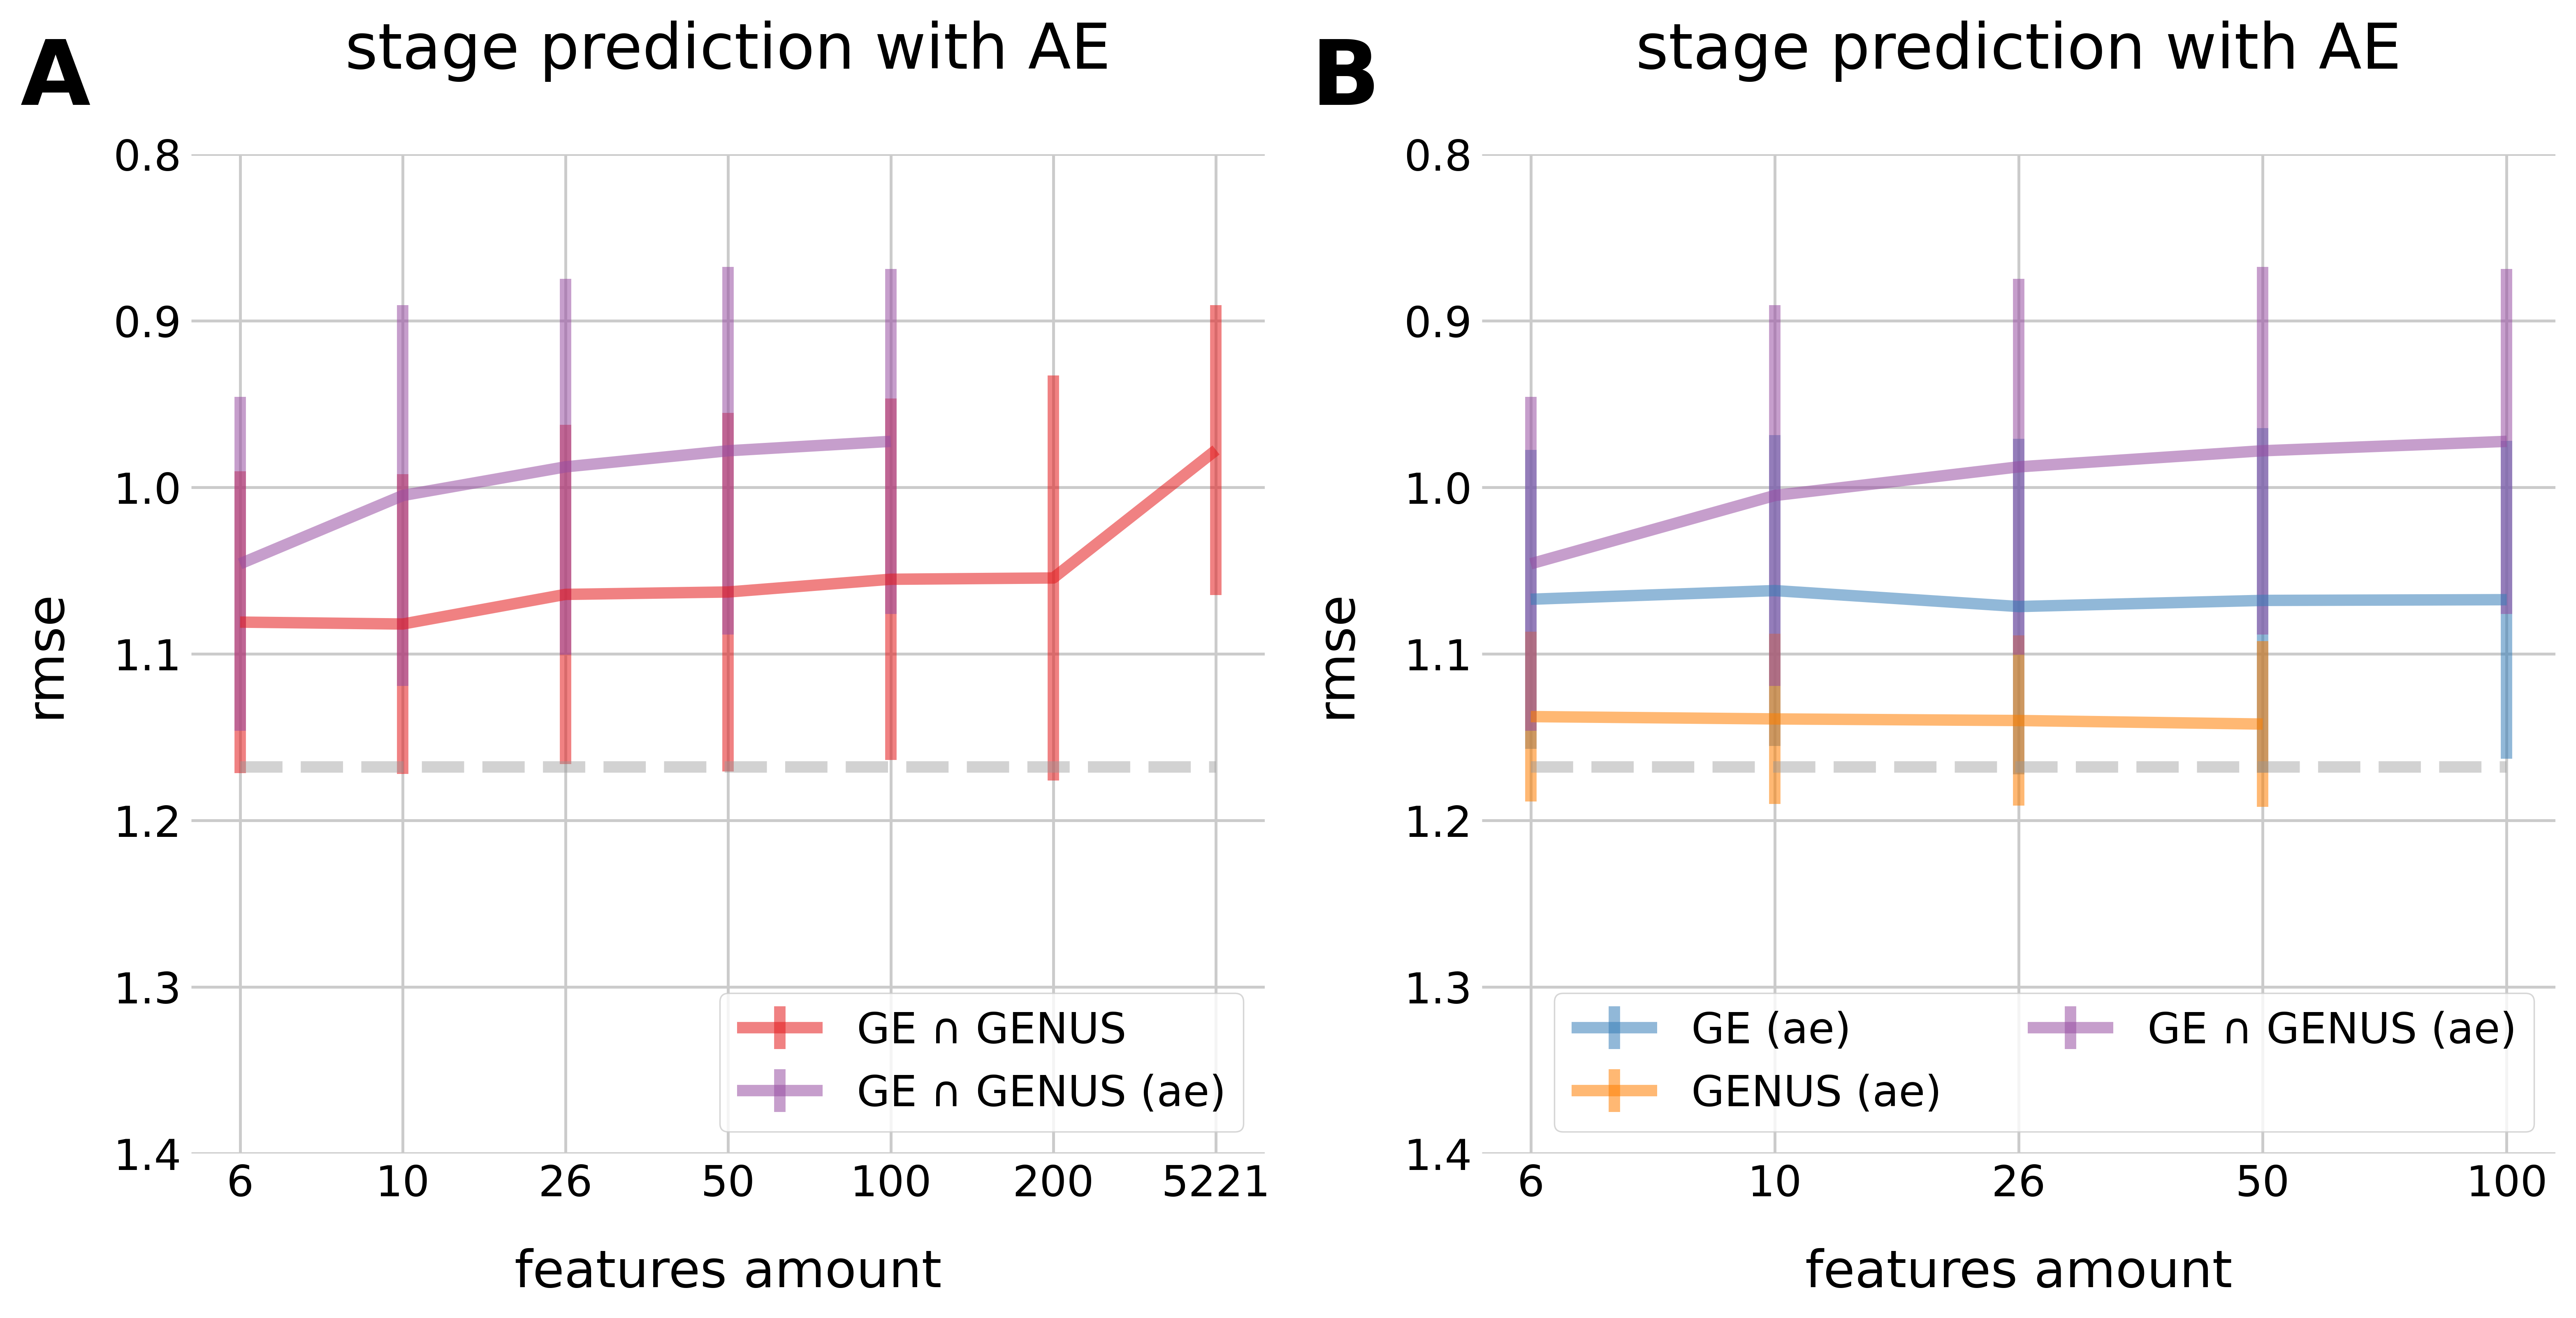 A
stage prediction with AE
0.8
0.9
1.0
1.1
1.2
1.3
1.4
rmse
6 10 26 50 100 200 5221
features amount
GE ∩ GENUS
GE ∩ GENUS (ae)
B
stage prediction with AE
0.8
0.9
1.0
1.1
1.2
1.3
1.4
rmse
6 10 26 50 100
features amount
GE (ae)
GENUS (ae)
GE ∩ GENUS (ae)